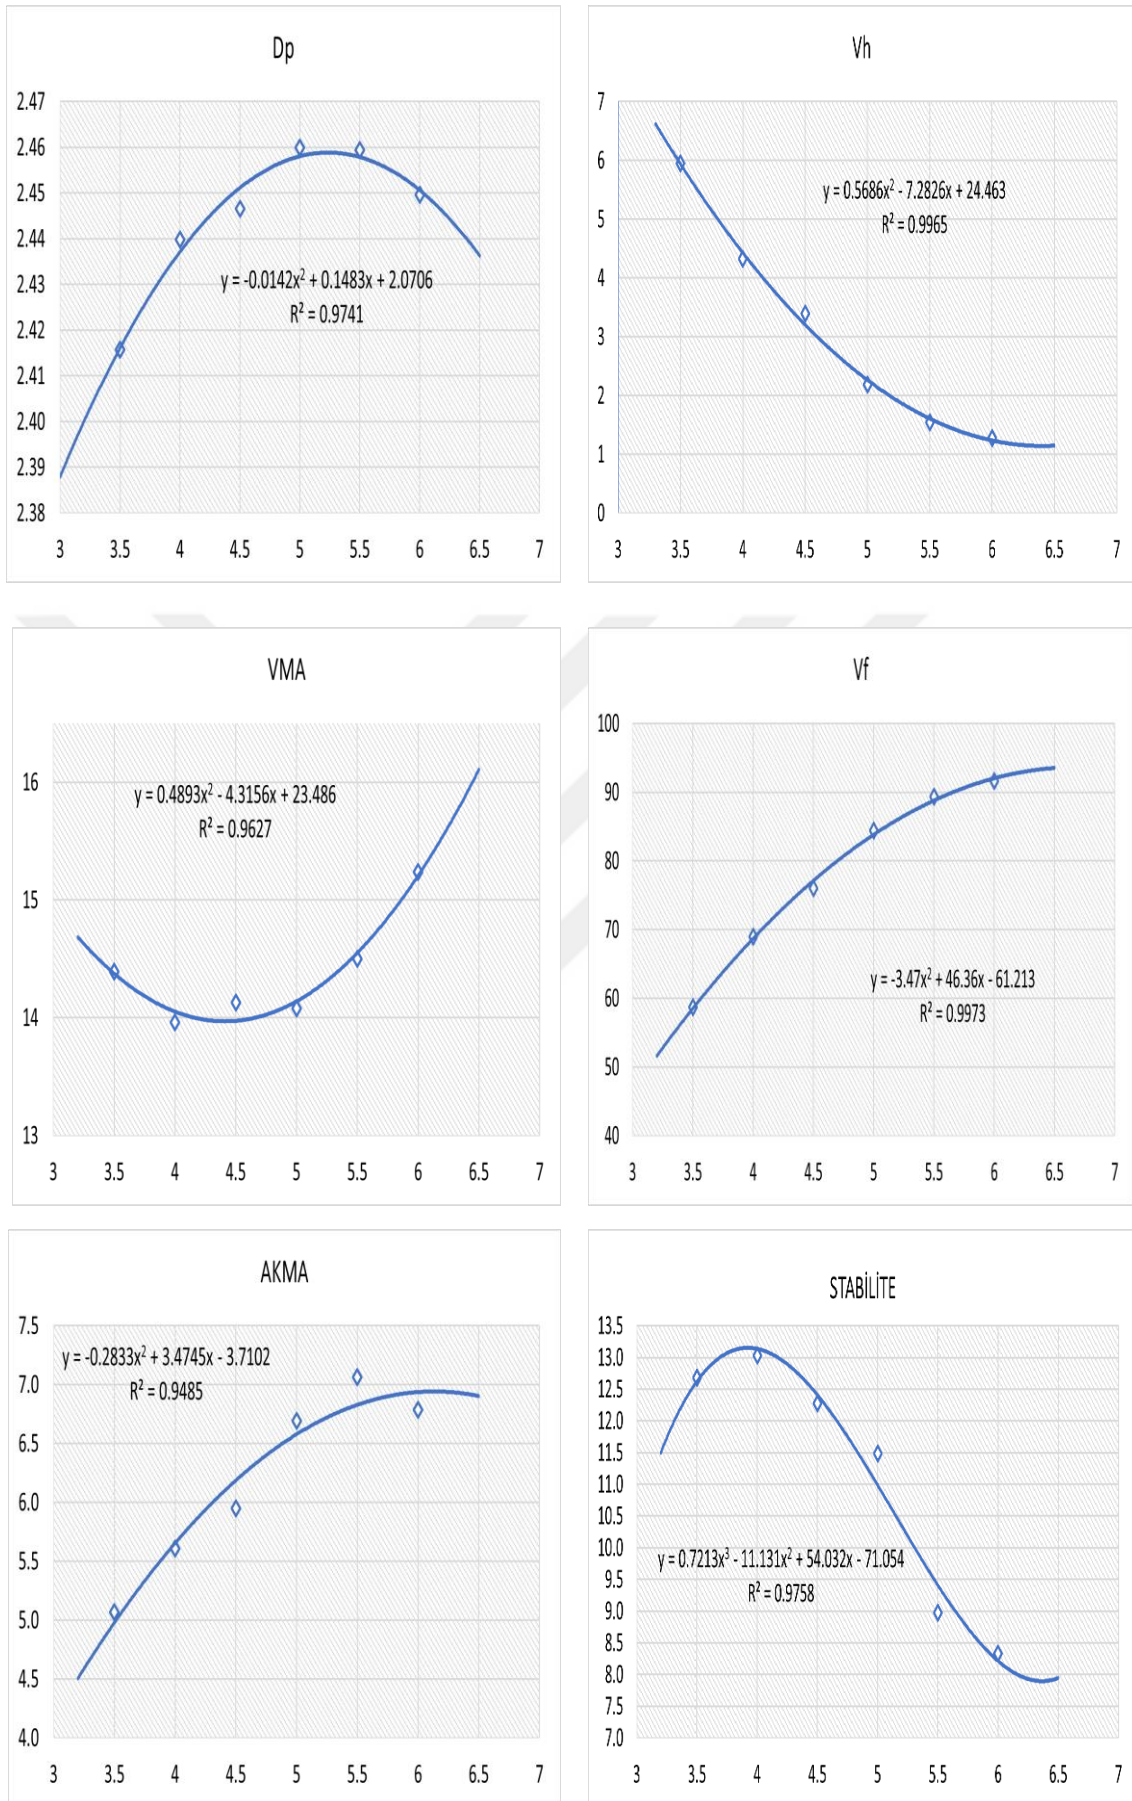 Dp
2.47
2.46
2.45
2.44
2.43
2.42
2.41
2.40
2.39
2.38
y = -0.0142x² + 0.1483x + 2.0706
R² = 0.9741
3 3.5 4 4.5 5 5.5 6 6.5 7
Vh
7
6
5
4
3
2
1
0
y = 0.5686x² - 7.2826x + 24.463
R² = 0.9965
3 3.5 4 4.5 5 5.5 6 6.5 7
VMA
16
15
14
13
y = 0.4893x² - 4.3156x + 23.486
R² = 0.9627
3 3.5 4 4.5 5 5.5 6 6.5 7
Vf
100
90
80
70
60
50
40
y = -3.47x² + 46.36x - 61.213
R² = 0.9973
3 3.5 4 4.5 5 5.5 6 6.5 7
AKMA
7.5
7.0
6.5
6.0
5.5
5.0
4.5
4.0
y = -0.2833x² + 3.4745x - 3.7102
R² = 0.9485
3 3.5 4 4.5 5 5.5 6 6.5 7
STABİLİTE
13.5
13.0
12.5
12.0
11.5
11.0
10.5
10.0
9.5
9.0
8.5
8.0
7.5
7.0
y = 0.7213x³ - 11.131x² + 54.032x - 71.054
R² = 0.9758
3 3.5 4 4.5 5 5.5 6 6.5 7